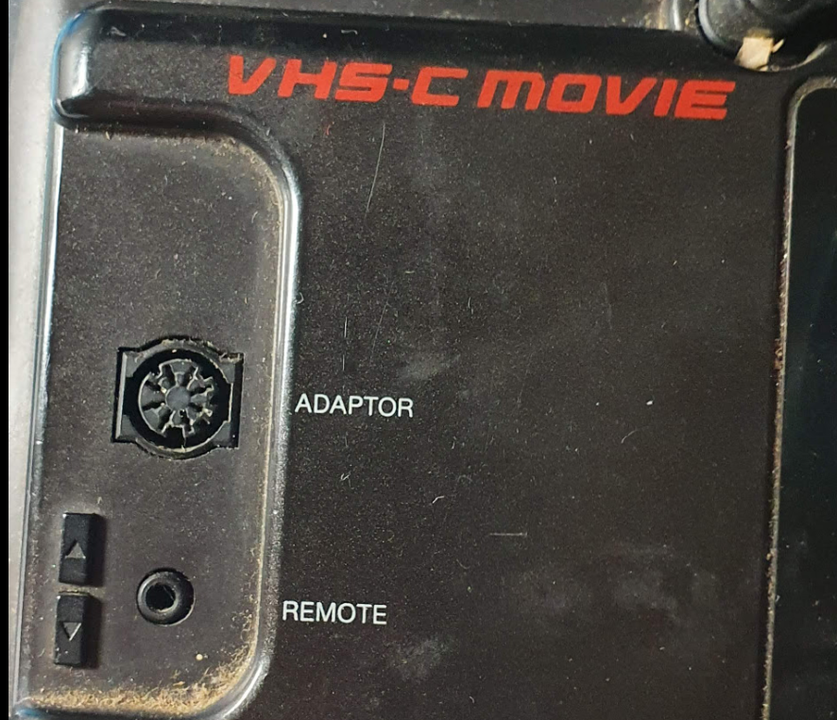 VHS-C MOVIE
ADAPTOR
REMOTE